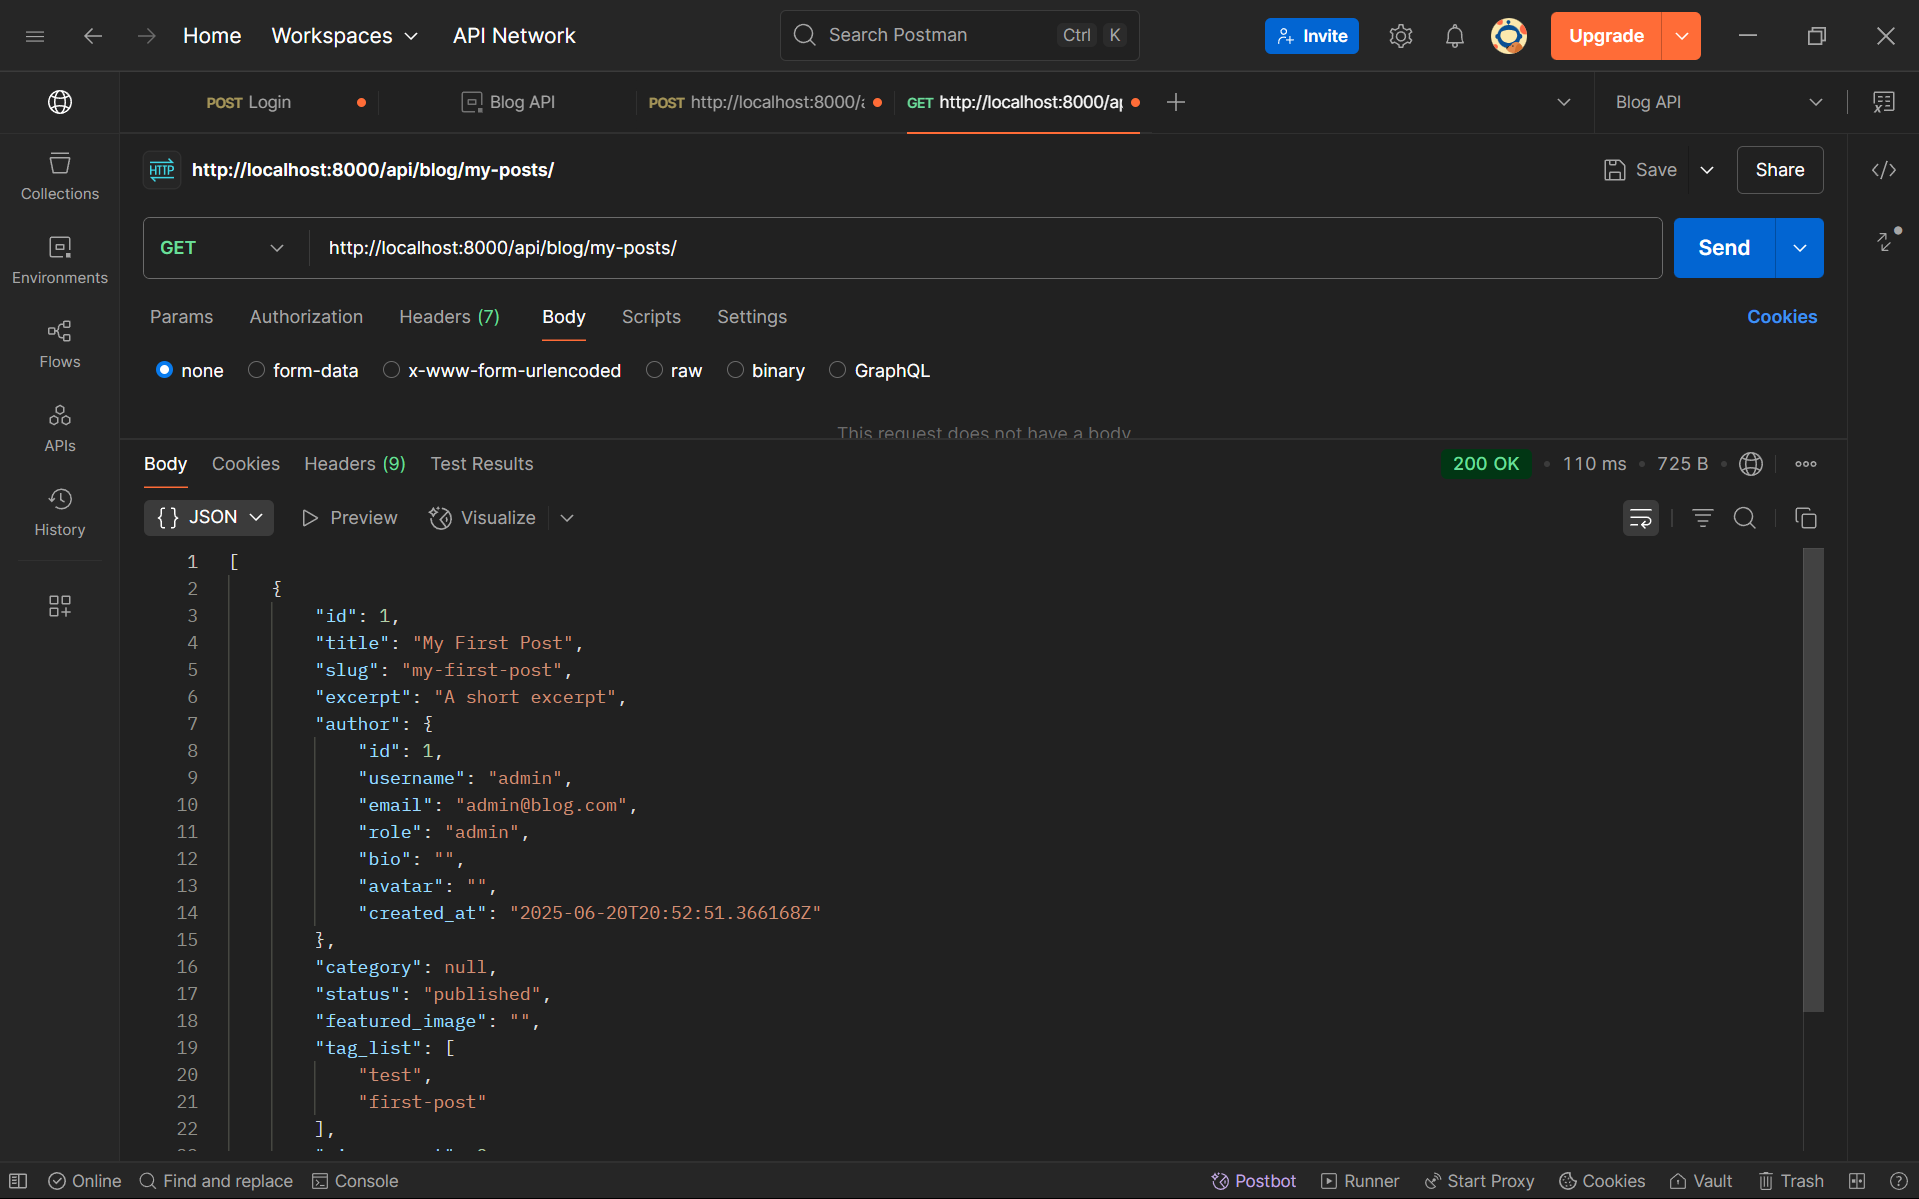 Home Workspaces API Network Search Postman Ctrl K Invite Upgrade
POST Login Blog API POST http://localhost:8000/ GET http://localhost:8000/ap Blog API
HTTP http://localhost:8000/api/blog/my-posts/ Save Share
Collections
Environments
Flows
APIs
History
GET http://localhost:8000/api/blog/my-posts/ Send
Params Authorization Headers (7) Body Scripts Settings Cookies
none form-data x-www-form-urlencoded raw binary GraphQL
This request does not have a body
Body Cookies Headers (9) Test Results 200 OK • 110 ms • 725 B •
{} JSON Preview Visualize
1 [
2 {
3 "id": 1,
4 "title": "My First Post",
5 "slug": "my-first-post",
6 "excerpt": "A short excerpt",
7 "author": {
8 "id": 1,
9 "username": "admin",
10 "email": "admin@blog.com",
11 "role": "admin",
12 "bio": "",
13 "avatar": "",
14 "created_at": "2025-06-20T20:52:51.366168Z"
15 },
16 "category": null,
17 "status": "published",
18 "featured_image": "",
19 "tag_list": [
20 "test",
21 "first-post"
22 ],
Online Find and replace Console Postbot Runner Start Proxy Cookies Vault Trash